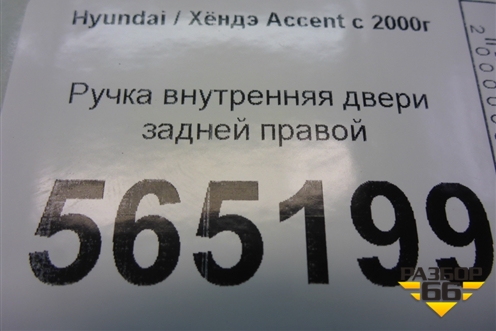 Hyundai / Хёндэ Accent с 2000г
Ручка внутренняя двери
задней правой
565199
РАЗБОР
66